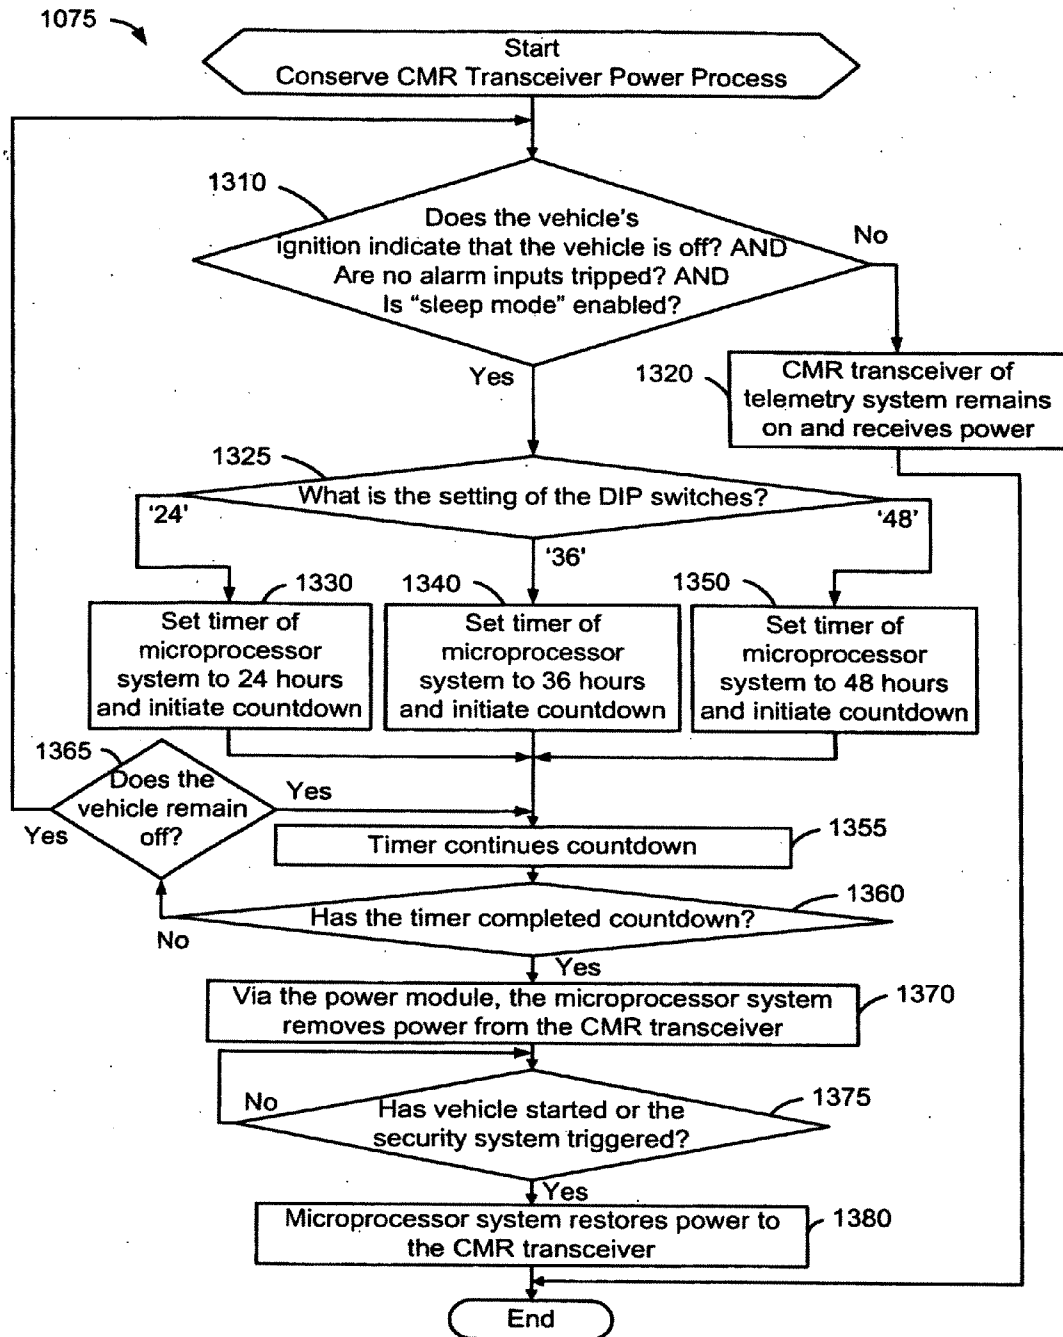 1075
Start
Conserve CMR Transceiver Power Process
1310
Does the vehicle's
ignition indicate that the vehicle is off? AND
Are no alarm inputs tripped? AND
Is “sleep mode” enabled?
No
Yes
1320
CMR transceiver of
telemetry system remains
on and receives power
1325
What is the setting of the DIP switches?
'24'
'36'
'48'
1330
Set timer of
microprocessor
system to 24 hours
and initiate countdown
1340
Set timer of
microprocessor
system to 36 hours
and initiate countdown
1350
Set timer of
microprocessor
system to 48 hours
and initiate countdown
1365
Does the
vehicle remain
off?
Yes
Yes
Timer continues countdown
1355
Has the timer completed countdown?
1360
No
Yes
Via the power module, the microprocessor system
removes power from the CMR transceiver
1370
No
Has vehicle started or the
security system triggered?
1375
Yes
Microprocessor system restores power to
the CMR transceiver
1380
End